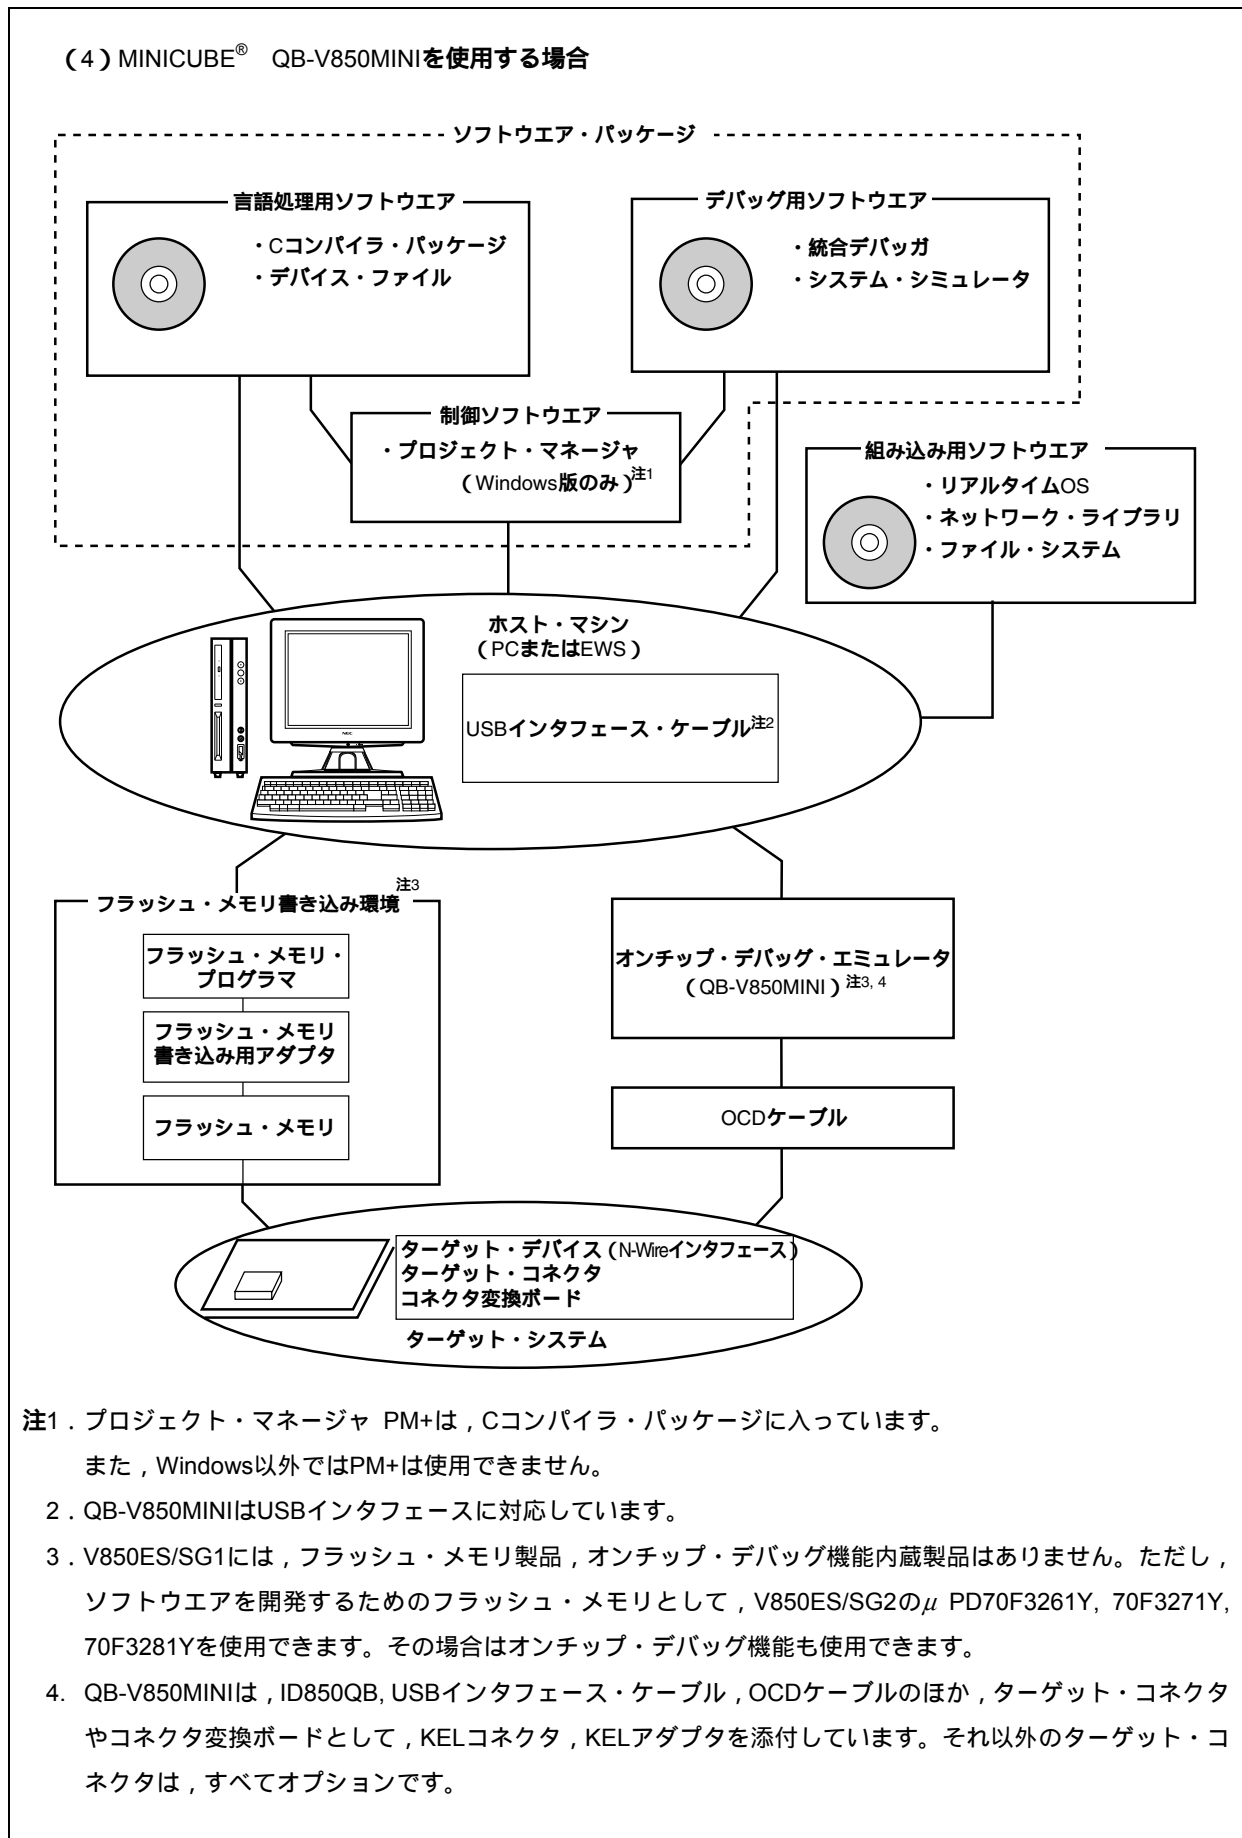 （4）MINICUBE® QB-V850MINIを使用する場合
ソフトウエア・パッケージ
言語処理用ソフトウエア
・Cコンパイラ・パッケージ
・デバイス・ファイル
デバッグ用ソフトウエア
・統合デバッガ
・システム・シミュレータ
制御ソフトウエア
・プロジェクト・マネージャ
（Windows版のみ）注1
組み込み用ソフトウエア
・リアルタイムOS
・ネットワーク・ライブラリ
・ファイル・システム
ホスト・マシン
（PCまたはEWS）
USBインタフェース・ケーブル注2
NEC
フラッシュ・メモリ書き込み環境注3
フラッシュ・メモリ・
プログラマ
フラッシュ・メモリ
書き込み用アダプタ
フラッシュ・メモリ
オンチップ・デバッグ・エミュレータ
（QB-V850MINI）注3, 4
OCDケーブル
ターゲット・デバイス（N-Wireインタフェース）
ターゲット・コネクタ
コネクタ変換ボード
ターゲット・システム
注1．プロジェクト・マネージャ PM+は，Cコンパイラ・パッケージに入っています。
また，Windows以外ではPM+は使用できません。
2．QB-V850MINIはUSBインタフェースに対応しています。
3．V850ES/SG1には，フラッシュ・メモリ製品，オンチップ・デバッグ機能内蔵製品はありません。ただし，
ソフトウエアを開発するためのフラッシュ・メモリとして，V850ES/SG2のμ PD70F3261Y, 70F3271Y,
70F3281Yを使用できます。その場合はオンチップ・デバッグ機能も使用できます。
4. QB-V850MINIは，ID850QB, USBインタフェース・ケーブル，OCDケーブルのほか，ターゲット・コネクタ
やコネクタ変換ボードとして，KELコネクタ，KELアダプタを添付しています。それ以外のターゲット・コ
ネクタは，すべてオプションです。